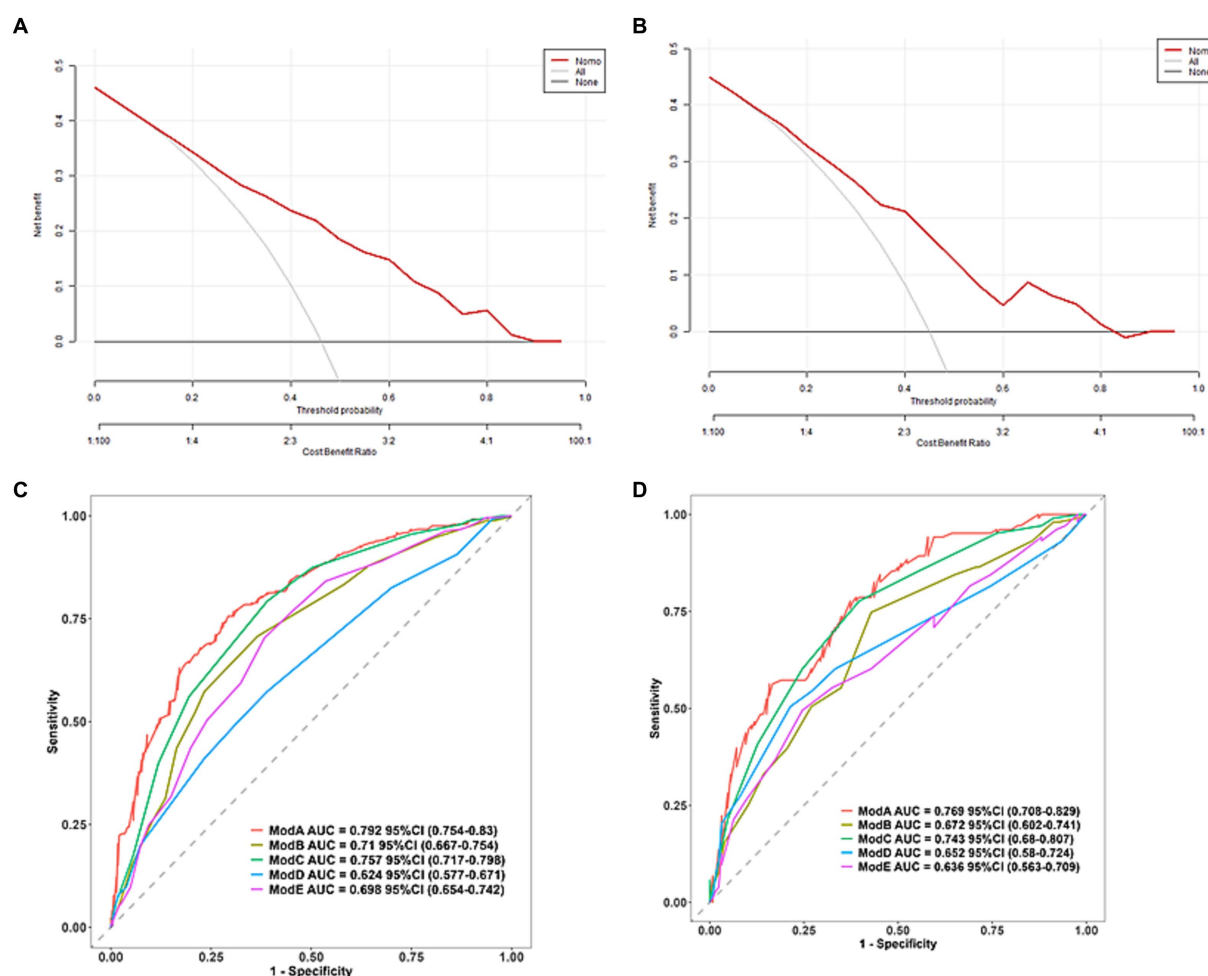 A
Nomo
All
None
Net benefit
0.5
0.4
0.3
0.2
0.1
0.0
0.0 0.2 0.4 0.6 0.8 1.0
Threshold probability
1:100 1:4 2:3 3:2 4:1 100:1
Cost Benefit Ratio
B
Nomo
All
None
Net benefit
0.5
0.4
0.3
0.2
0.1
0.0
0.0 0.2 0.4 0.6 0.8 1.0
Threshold probability
1:100 1:4 2:3 3:2 4:1 100:1
Cost Benefit Ratio
C
Sensitivity
1.00
0.75
0.50
0.25
0.00
ModA AUC = 0.792 95%CI (0.754-0.83)
ModB AUC = 0.71 95%CI (0.667-0.754)
ModC AUC = 0.757 95%CI (0.717-0.798)
ModD AUC = 0.624 95%CI (0.577-0.671)
ModE AUC = 0.698 95%CI (0.654-0.742)
0.00 0.25 0.50 0.75 1.00
1 - Specificity
D
Sensitivity
1.00
0.75
0.50
0.25
0.00
ModA AUC = 0.769 95%CI (0.708-0.829)
ModB AUC = 0.672 95%CI (0.602-0.741)
ModC AUC = 0.743 95%CI (0.68-0.807)
ModD AUC = 0.652 95%CI (0.58-0.724)
ModE AUC = 0.636 95%CI (0.563-0.709)
0.00 0.25 0.50 0.75 1.00
1 - Specificity